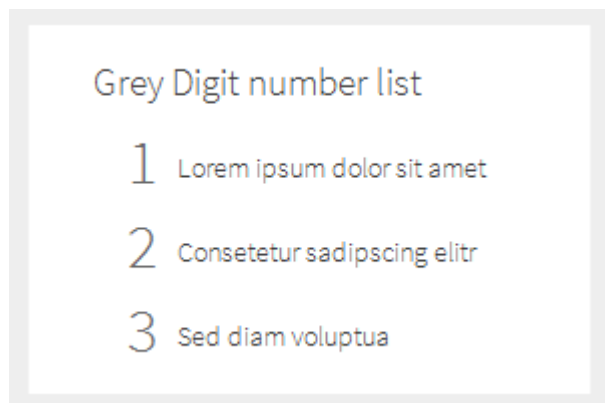 Grey Digit number list
1 Lorem ipsum dolor sit amet
2 Consetetur sadipscing elitr
3 Sed diam voluptua